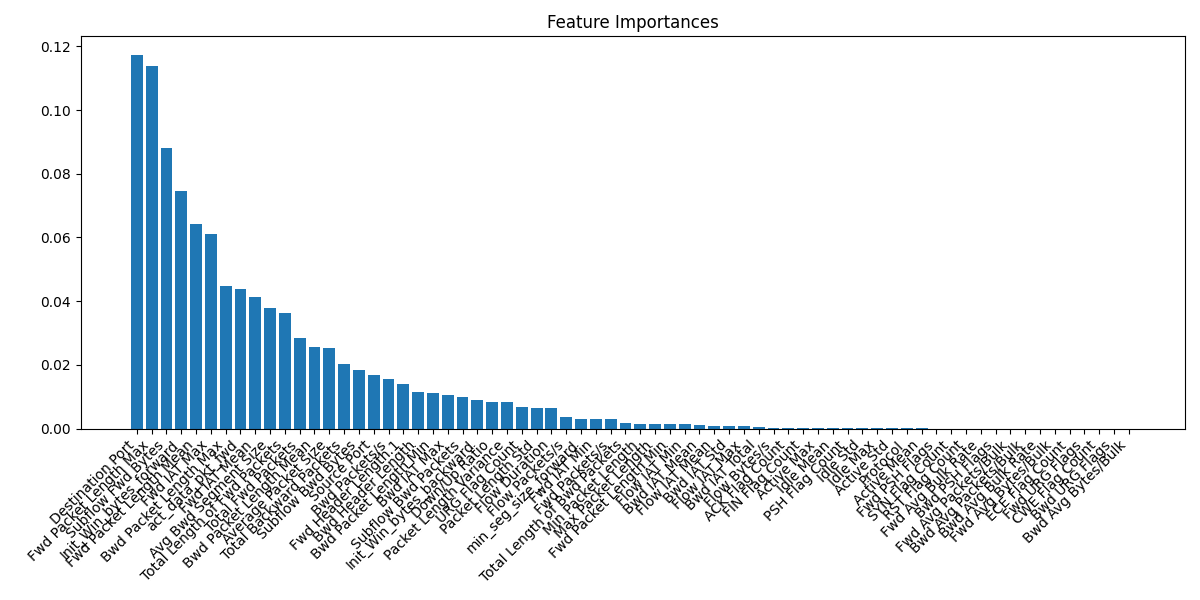 Feature Importances
0.12
0.10
0.08
0.06
0.04
0.02
0.00
Destination Port
Fwd Packet Length Max
Subflow Fwd Bytes
Init_Win_bytes_forward
Fwd Packet Length Mean
Fwd IAT Max
Bwd Packet Length Max
act_data_pkt_fwd
Fwd IAT Mean
Avg Bwd Segment Size
Total Length of Fwd Packets
Total Fwd Packets
Bwd Packet Length Mean
Average Packet Size
Total Backward Packets
Subflow Bwd Bytes
Source Port
Bwd Packets/s
Fwd Header Length.1
Bwd Header Length
Bwd Packet Length Min
Bwd IAT Max
Subflow Bwd Packets
Init_Win_bytes_backward
Down/Up Ratio
Packet Length Variance
URG Flag Count
Packet Length Std
Flow Duration
Flow Packets/s
min_seg_size_forward
Fwd IAT Min
Fwd Packets/s
Total Length of Bwd Packets
Min Packet Length
Max Packet Length
Fwd Packet Length Min
Bwd IAT Min
Flow IAT Mean
Bwd IAT Mean
Bwd IAT Std
Flow IAT Max
Bwd IAT Total
Flow Bytes/s
ACK Flag Count
FIN Flag Count
Active Max
Idle Mean
PSH Flag Count
Idle Std
Idle Max
Active Std
Protocol
Active Mean
Fwd PSH Flags
SYN Flag Count
RST Flag Count
Fwd Avg Bulk Rate
Bwd PSH Flags
Fwd Avg Packets/Bulk
Bwd Avg Packets/Bulk
Bwd Avg Bulk Rate
Fwd Avg Bytes/Bulk
ECE Flag Count
Fwd URG Flags
CWE Flag Count
Bwd URG Flags
Bwd Avg Bytes/Bulk